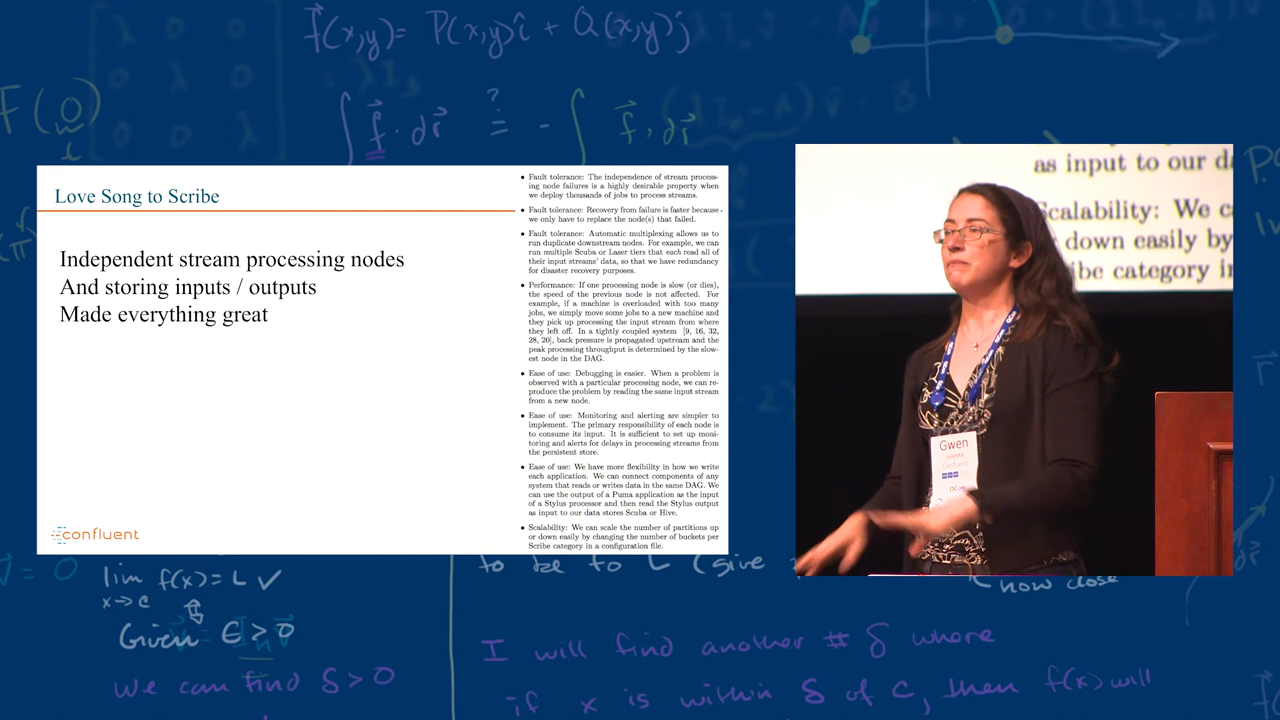 f(x,y) = P(x,y)î + Q(x,y)ĵ
∫ f · dr ?= - ∫ f · dr
Love Song to Scribe
Independent stream processing nodes
And storing inputs / outputs
Made everything great
confluent
• Fault tolerance: The independence of stream process-
ing node failures is a highly desirable property when
we deploy thousands of jobs to process streams.
• Fault tolerance: Recovery from failure is faster because
we only have to replace the node(s) that failed.
• Fault tolerance: Automatic multiplexing allows us to
run duplicate downstream nodes. For example, we can
run multiple Scuba or Laser tiers that each read all of
their input streams' data, so that we have redundancy
for disaster recovery purposes.
• Performance: If one processing node is slow (or dies),
the speed of the previous node is not affected. For
example, if a machine is overloaded with too many
jobs, we simply move some jobs to a new machine and
they pick up processing the input stream from where
they left off. In a tightly coupled system [9, 16, 32,
28, 20], back pressure is propagated upstream and the
peak processing throughput is determined by the slow-
est node in the DAG.
• Ease of use: Debugging is easier. When a problem is
observed with a particular processing node, we can re-
produce the problem by reading the same input stream
from a new node.
• Ease of use: Monitoring and alerting are simpler to
implement. The primary responsibility of each node is
to consume its input. It is sufficient to set up moni-
toring and alerts for delays in processing streams from
the persistent store.
• Ease of use: We have more flexibility in how we write
each application. We can connect components of any
system that reads or writes data in the same DAG. We
can use the output of a Puma application as the input
of a Stylus processor and then read the Stylus output
as input to our data stores Scuba or Hive.
• Scalability: We can scale the number of partitions up
or down easily by changing the number of buckets per
Scribe category in a configuration file.
as input to our
Scalability: We
down easily by
category
Gwen
Confluent
lim f(x) = L ✓
x→c
Given ε > 0
We can find δ > 0
to be to L (give
how close
I will find another # δ where
if x is within δ of c, then f(x) will